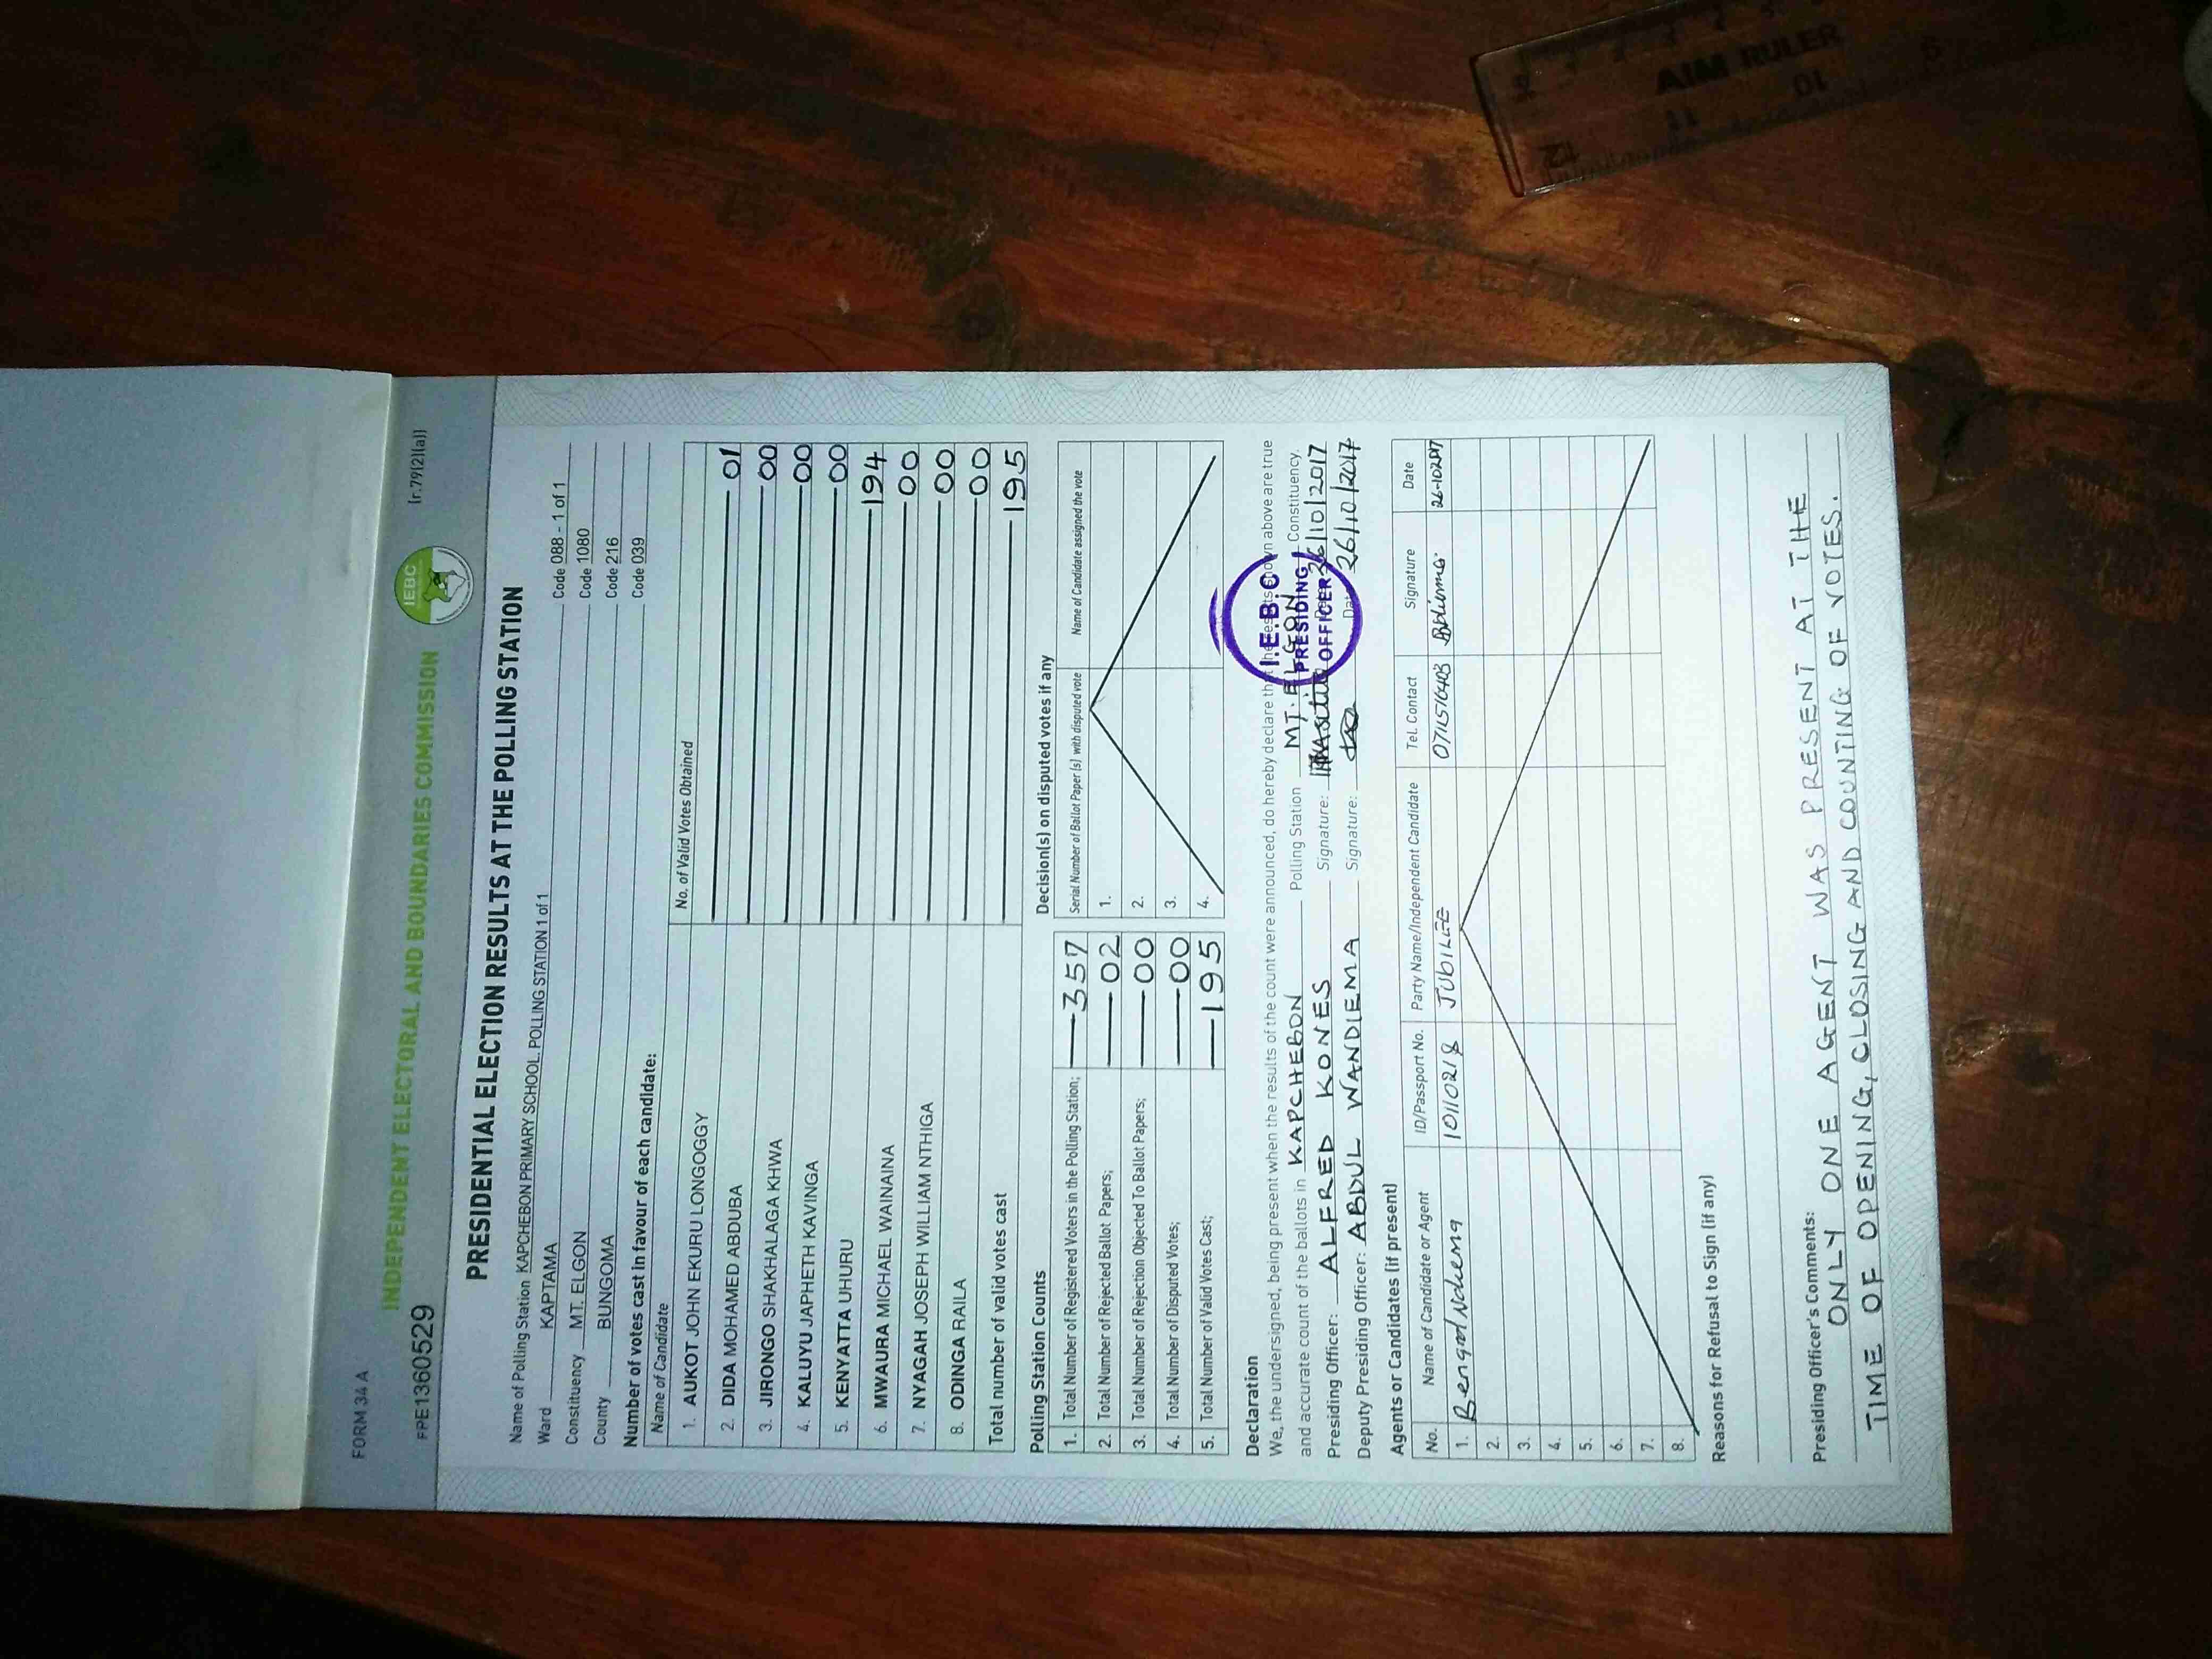 FORM 34 A
INDEPENDENT ELECTORAL AND BOUNDARIES COMMISSION
IEBC
(r.79(2)(a))
FPE1360529
PRESIDENTIAL ELECTION RESULTS AT THE POLLING STATION
Name of Polling Station KAPCHEBON PRIMARY SCHOOL. POLLING STATION 1 of 1 Code 088 - 1 of 1
Ward KAPTAMA Code 1080
Constituency MT. ELGON Code 216
County BUNGOMA Code 039
Number of votes cast in favour of each candidate:
Name of Candidate No. of Valid Votes Obtained
1. AUKOT JOHN EKURU LONGOGGY 01
2. DIDA MOHAMED ABDUBA 00
3. JIRONGO SHAKHALAGA KHWA 00
4. KALUYU JAPHETH KAVINGA 00
5. KENYATTA UHURU 194
6. MWAURA MICHAEL WAINAINA 00
7. NYAGAH JOSEPH WILLIAM NTHIGA 00
8. ODINGA RAILA 00
Total number of valid votes cast 195
Polling Station Counts
1. Total Number of Registered Voters in the Polling Station; 357
2. Total Number of Rejected Ballot Papers; 02
3. Total Number of Rejection Objected To Ballot Papers; 00
4. Total Number of Disputed Votes; 00
5. Total Number of Valid Votes Cast; 195
Decision(s) on disputed votes if any
Serial Number of Ballot Paper (s) with disputed vote Name of Candidate assigned the vote
1.
2.
3.
4.
Declaration
We, the undersigned, being present when the results of the count were announced, do hereby declare that the results shown above are true
and accurate count of the ballots in KAPCHEBON Polling Station MT. ELGON Constituency.
Presiding Officer: ALFRED KONES Signature: 26/10/2017
Deputy Presiding Officer: ABDUL WANDIEMA Signature: Date 26/10/2017
I.E.B.C
PRESIDING
OFFICER
Agents or Candidates (if present)
No. Name of Candidate or Agent ID/Passport No. Party Name/Independent Candidate Tel. Contact Signature Date
1. 10110218 JUBILEE 0715710403 26-10-2017
2.
3.
4.
5.
6.
7.
8.
Reasons for Refusal to Sign (if any)
Presiding Officer's Comments:
ONLY ONE AGENT WAS PRESENT AT THE
TIME OF OPENING, CLOSING AND COUNTING OF VOTES.
AIM RULER
12 11 10 9